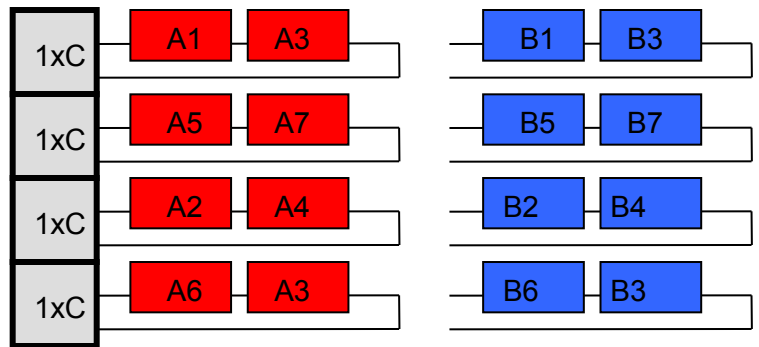 1xC A1 A3 B1 B3
1xC A5 A7 B5 B7
1xC A2 A4 B2 B4
1xC A6 A3 B6 B3